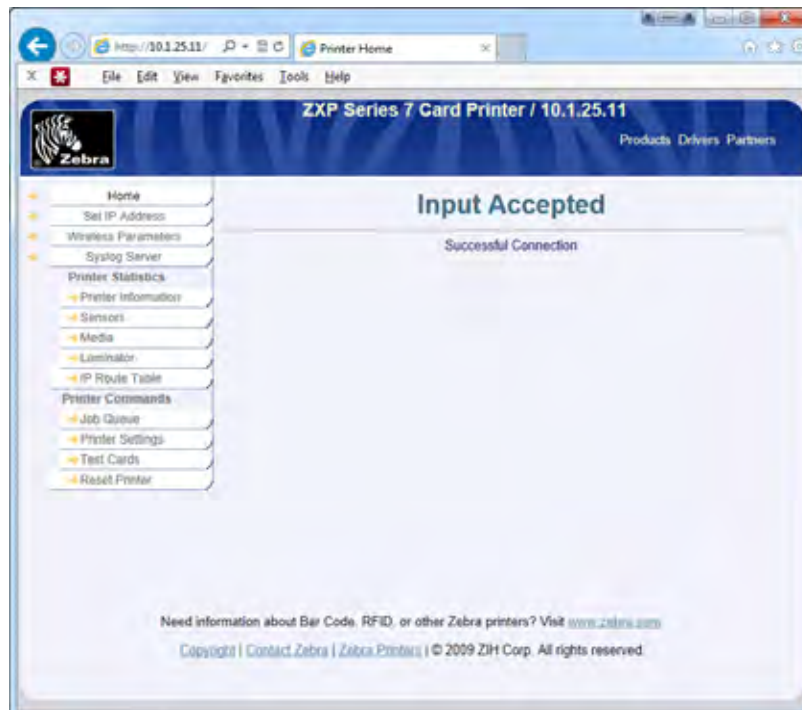 http://10.1.25.11/
Printer Home
File Edit View Favorites Tools Help
ZXP Series 7 Card Printer / 10.1.25.11
Products Drivers Partners
Zebra
Home
Set IP Address
Wireless Parameters
Syslog Server
Printer Statistics
Printer Information
Sensors
Media
Laminator
IP Route Table
Printer Commands
Job Queue
Printer Settings
Test Cards
Reset Printer
Input Accepted
Successful Connection
Need information about Bar Code, RFID, or other Zebra printers? Visit www.zebra.com
Copyright | Contact Zebra | Zebra Printers | © 2009 ZIH Corp. All rights reserved.